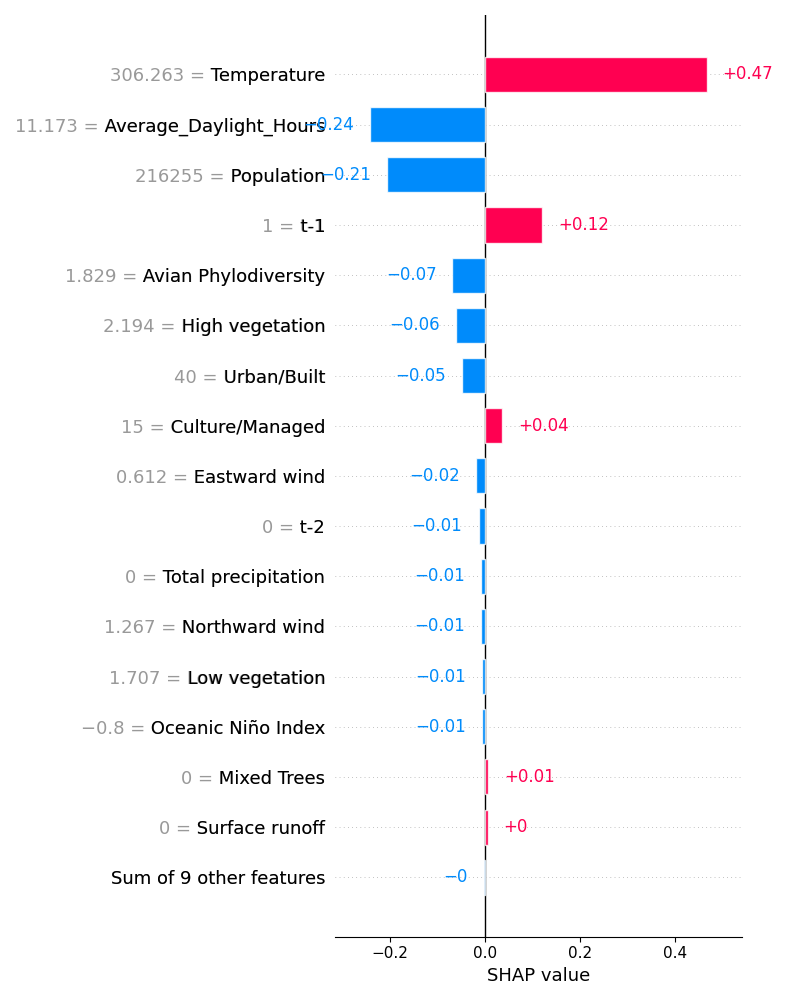 306.263 = Temperature +0.47
11.173 = Average_Daylight_Hours −0.24
216255 = Population −0.21
1 = t-1 +0.12
1.829 = Avian Phylodiversity −0.07
2.194 = High vegetation −0.06
40 = Urban/Built −0.05
15 = Culture/Managed +0.04
0.612 = Eastward wind −0.02
0 = t-2 −0.01
0 = Total precipitation −0.01
1.267 = Northward wind −0.01
1.707 = Low vegetation −0.01
−0.8 = Oceanic Niño Index −0.01
0 = Mixed Trees +0.01
0 = Surface runoff +0
Sum of 9 other features −0
−0.2 0.0 0.2 0.4
SHAP value